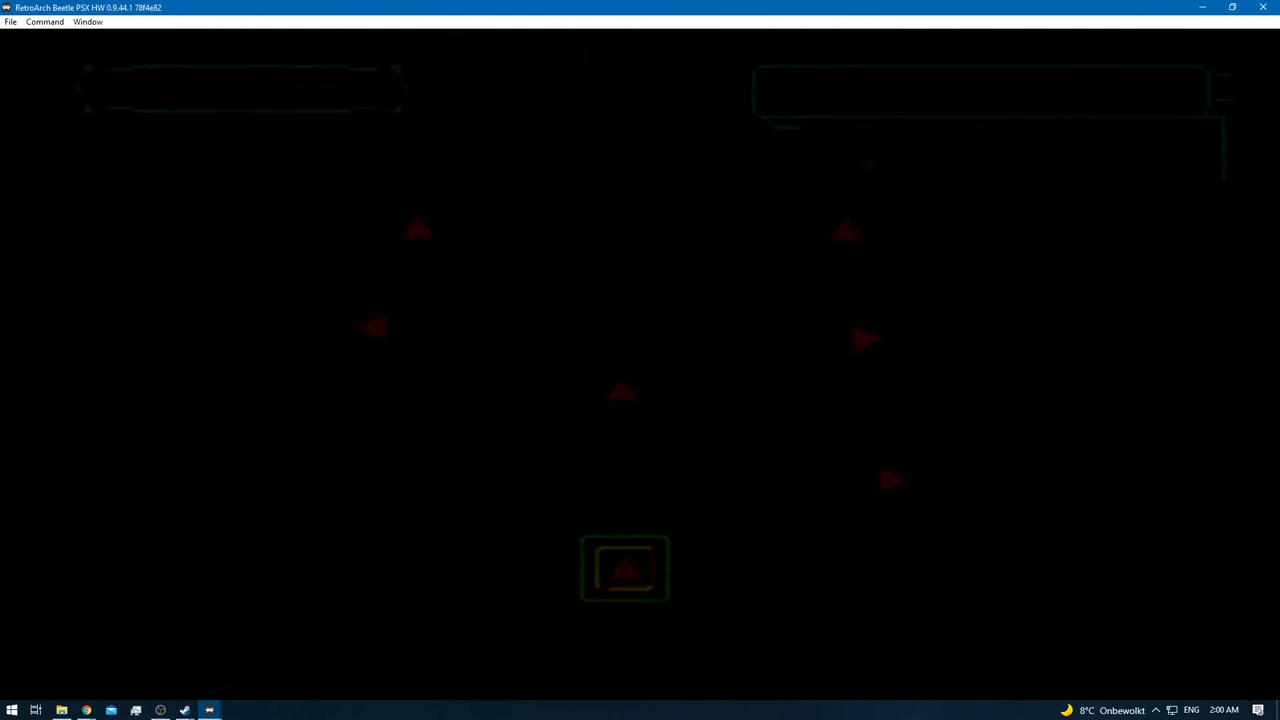 RetroArch Beetle PSX HW 0.9.44.1 78f4e82
File Command Window
8°C Onbewolkt ENG 2:00 AM